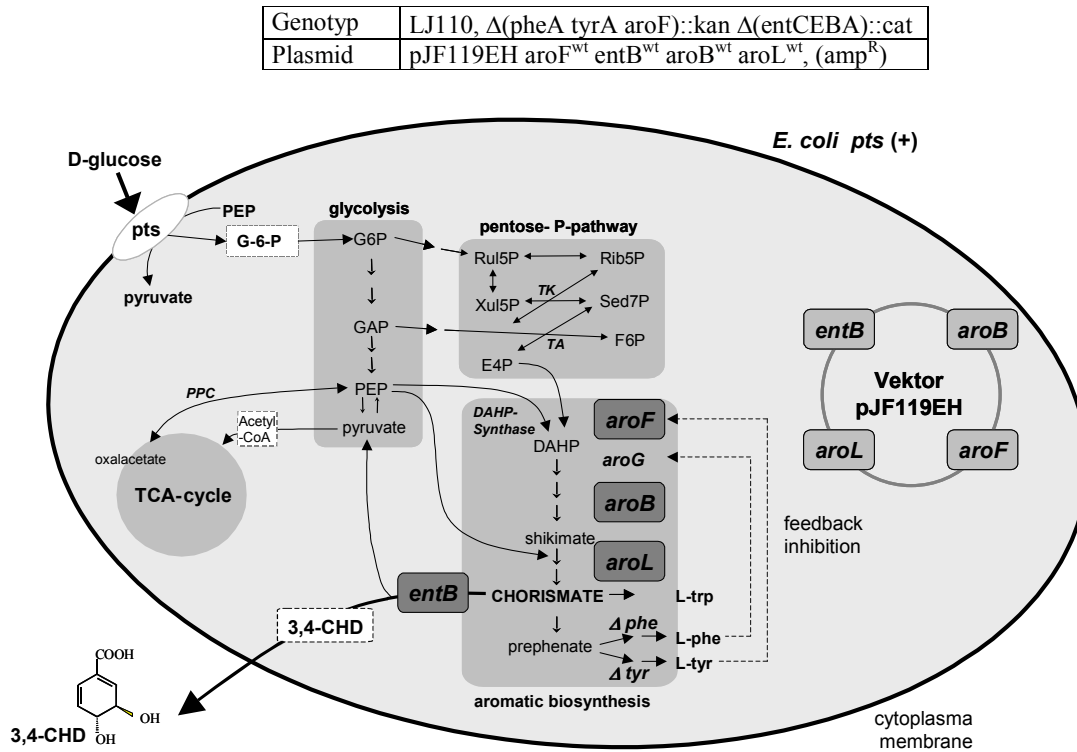 Genotyp LJ110, Δ(pheA tyrA aroF)::kan Δ(entCEBA)::cat
Plasmid pJF119EH aroF^wt entB^wt aroB^wt aroL^wt, (amp^R)
E. coli pts (+)
D-glucose
pts
PEP
G-6-P
pyruvate
glycolysis
G6P
GAP
PEP
pyruvate
pentose- P-pathway
Rul5P
Rib5P
Xul5P
TK
Sed7P
TA
F6P
E4P
PPC
Acetyl
-CoA
oxalacetate
TCA-cycle
DAHP-
Synthase
DAHP
aroF
aroG
aroB
shikimate
aroL
entB
CHORISMATE
L-trp
prephenate
Δ phe
L-phe
Δ tyr
L-tyr
aromatic biosynthesis
feedback
inhibition
entB
aroB
Vektor
pJF119EH
aroL
aroF
3,4-CHD
COOH
OH
OH
3,4-CHD
cytoplasma
membrane